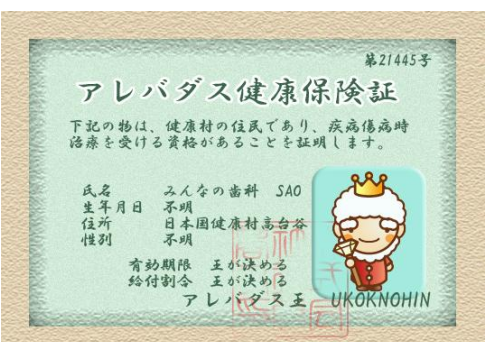 第21445号
アレバダス健康保険証
下記の物は、健康村の住民であり、疾病傷病時
治療を受ける資格があることを証明します。
氏名 みんなの歯科 SAO
生年月日 不明
住所 日本国健康村高台谷
性別 不明
有効期限 王が決める
給付割合 王が決める
アレバダス王 UKOKNOHIN